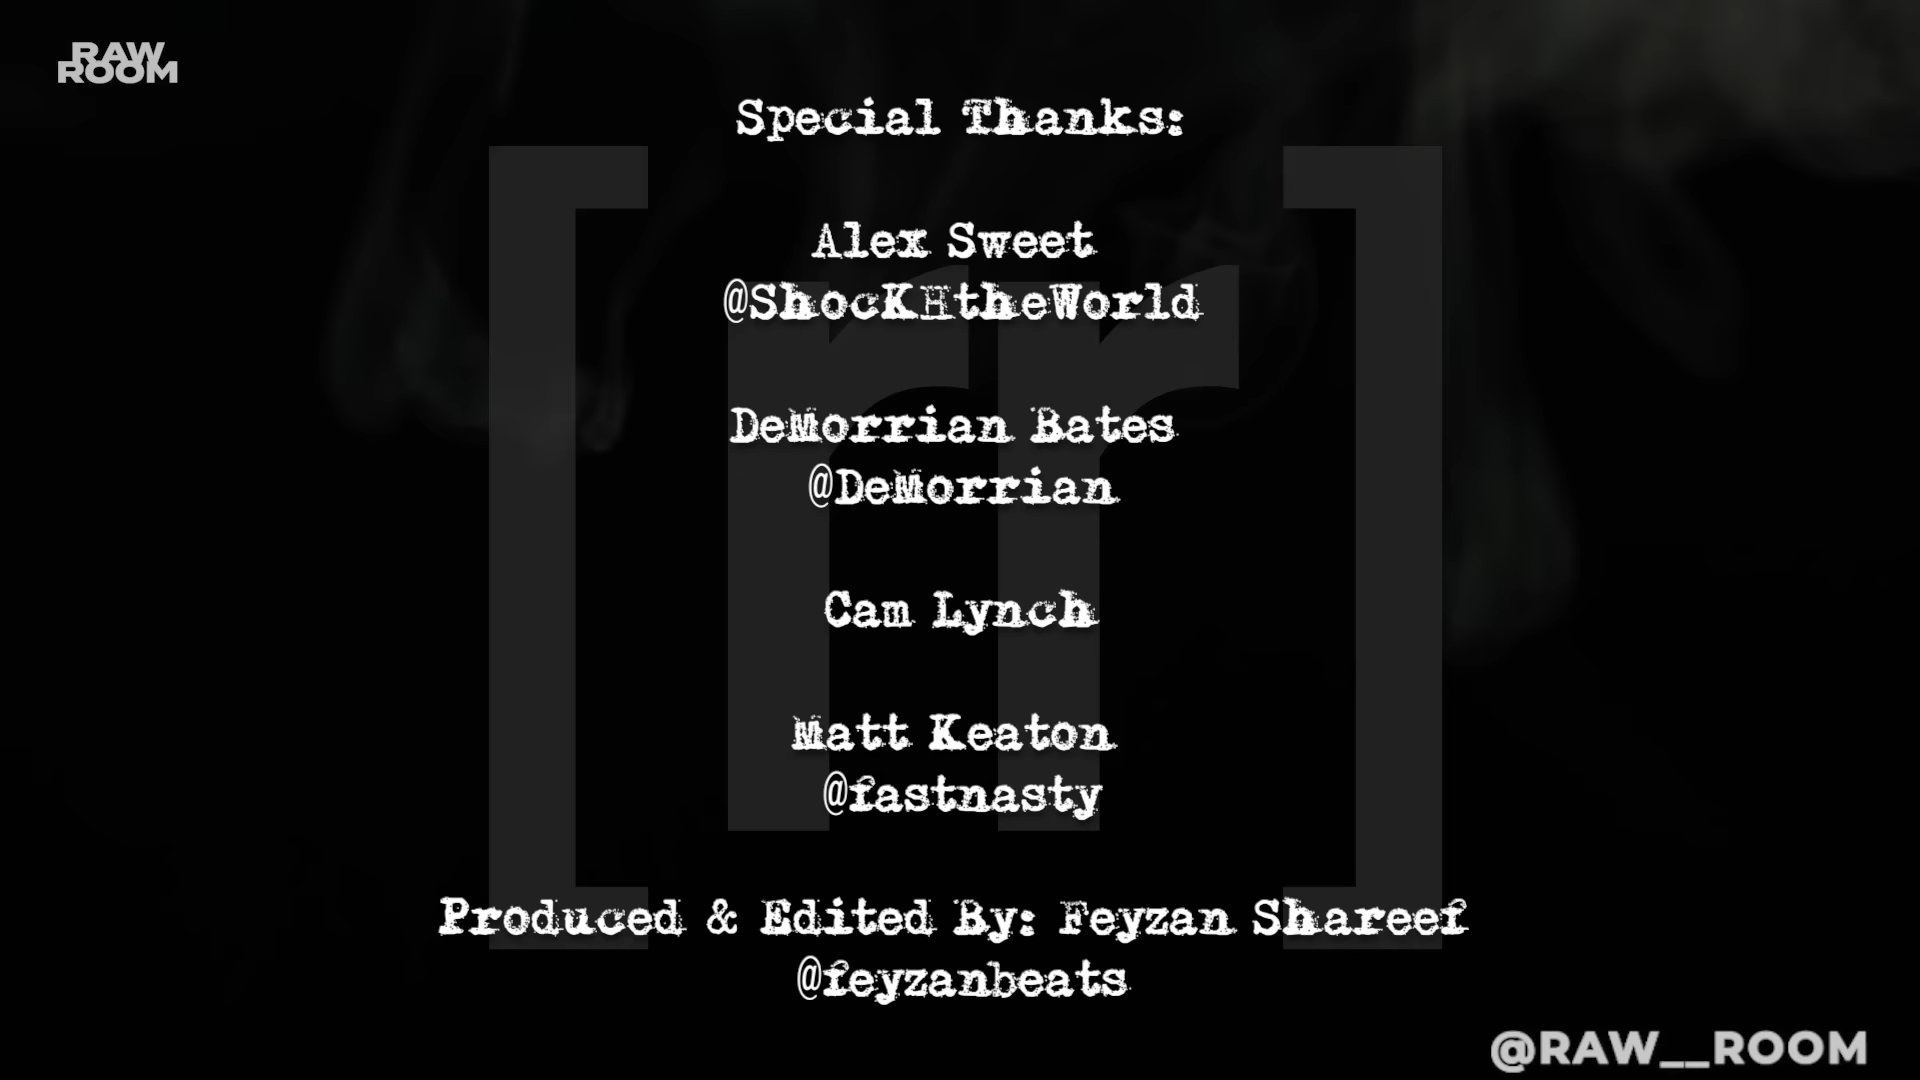 RAW
ROOM
Special Thanks:
Alex Sweet
@ShocKHtheWorld
[rr]
DeMorrian Bates
@DeMorrian
Cam Lynch
Matt Keaton
@fastnasty
Produced & Edited By: Feyzan Shareef
@feyzanbeats
@RAW__ROOM